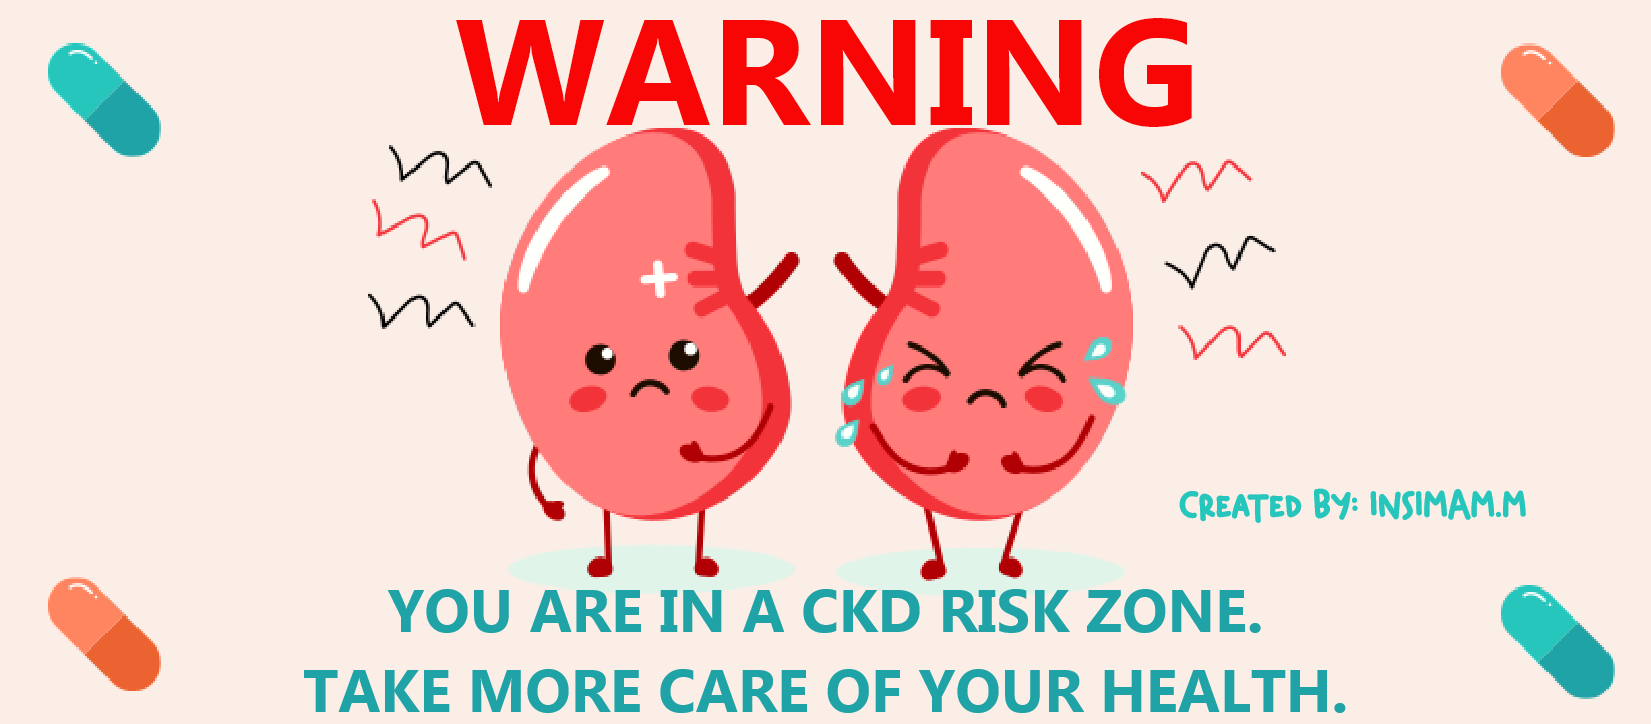 WARNING
CREATED BY: INSIMAM.M
YOU ARE IN A CKD RISK ZONE.
TAKE MORE CARE OF YOUR HEALTH.